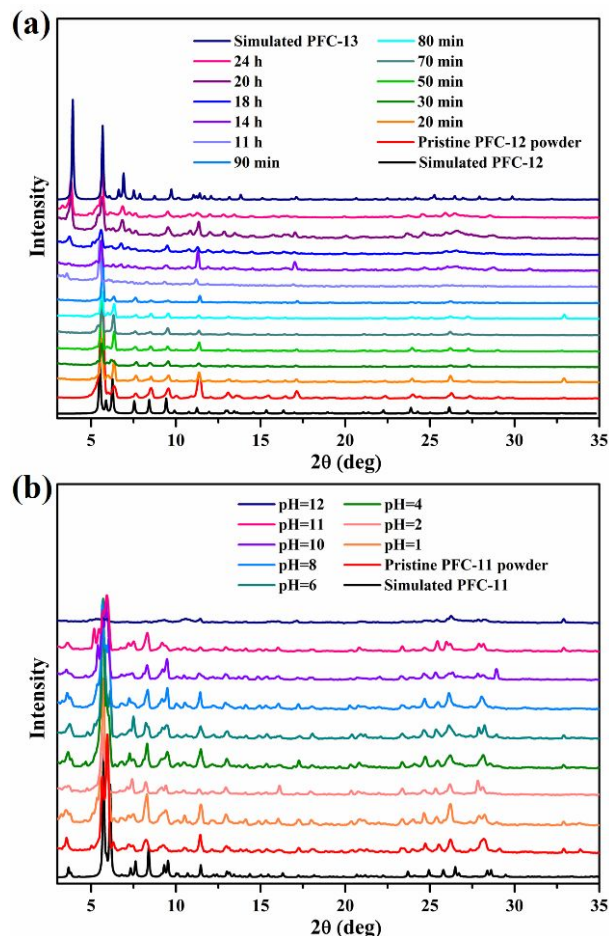 (a)
Simulated PFC-13
24 h
20 h
18 h
14 h
11 h
90 min
80 min
70 min
50 min
30 min
20 min
Pristine PFC-12 powder
Simulated PFC-12
Intensity
5 10 15 20 25 30 35
2θ (deg)
(b)
pH=12
pH=11
pH=10
pH=8
pH=6
pH=4
pH=2
pH=1
Pristine PFC-11 powder
Simulated PFC-11
Intensity
5 10 15 20 25 30 35
2θ (deg)